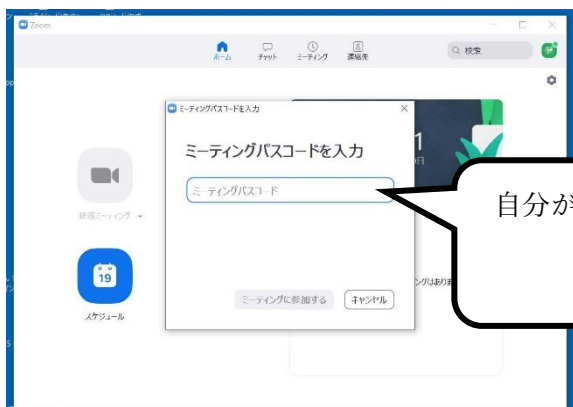 Zoom
ホーム
チャット
ミーティング
連絡先
検索
ミーティングパスコードを入力
ミーティングパスコードを入力
ミーティングパスコード
新規ミーティング
19
スケジュール
ミーティングに参加する
キャンセル
自分が